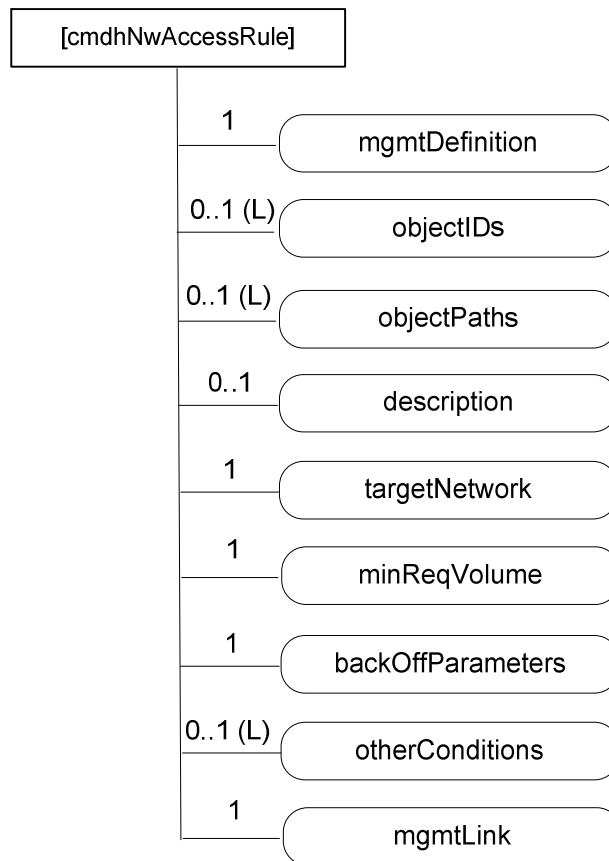 [cmdhNwAccessRule]
1
mgmtDefinition
0..1 (L)
objectIDs
0..1 (L)
objectPaths
0..1
description
1
targetNetwork
1
minReqVolume
1
backOffParameters
0..1 (L)
otherConditions
1
mgmtLink